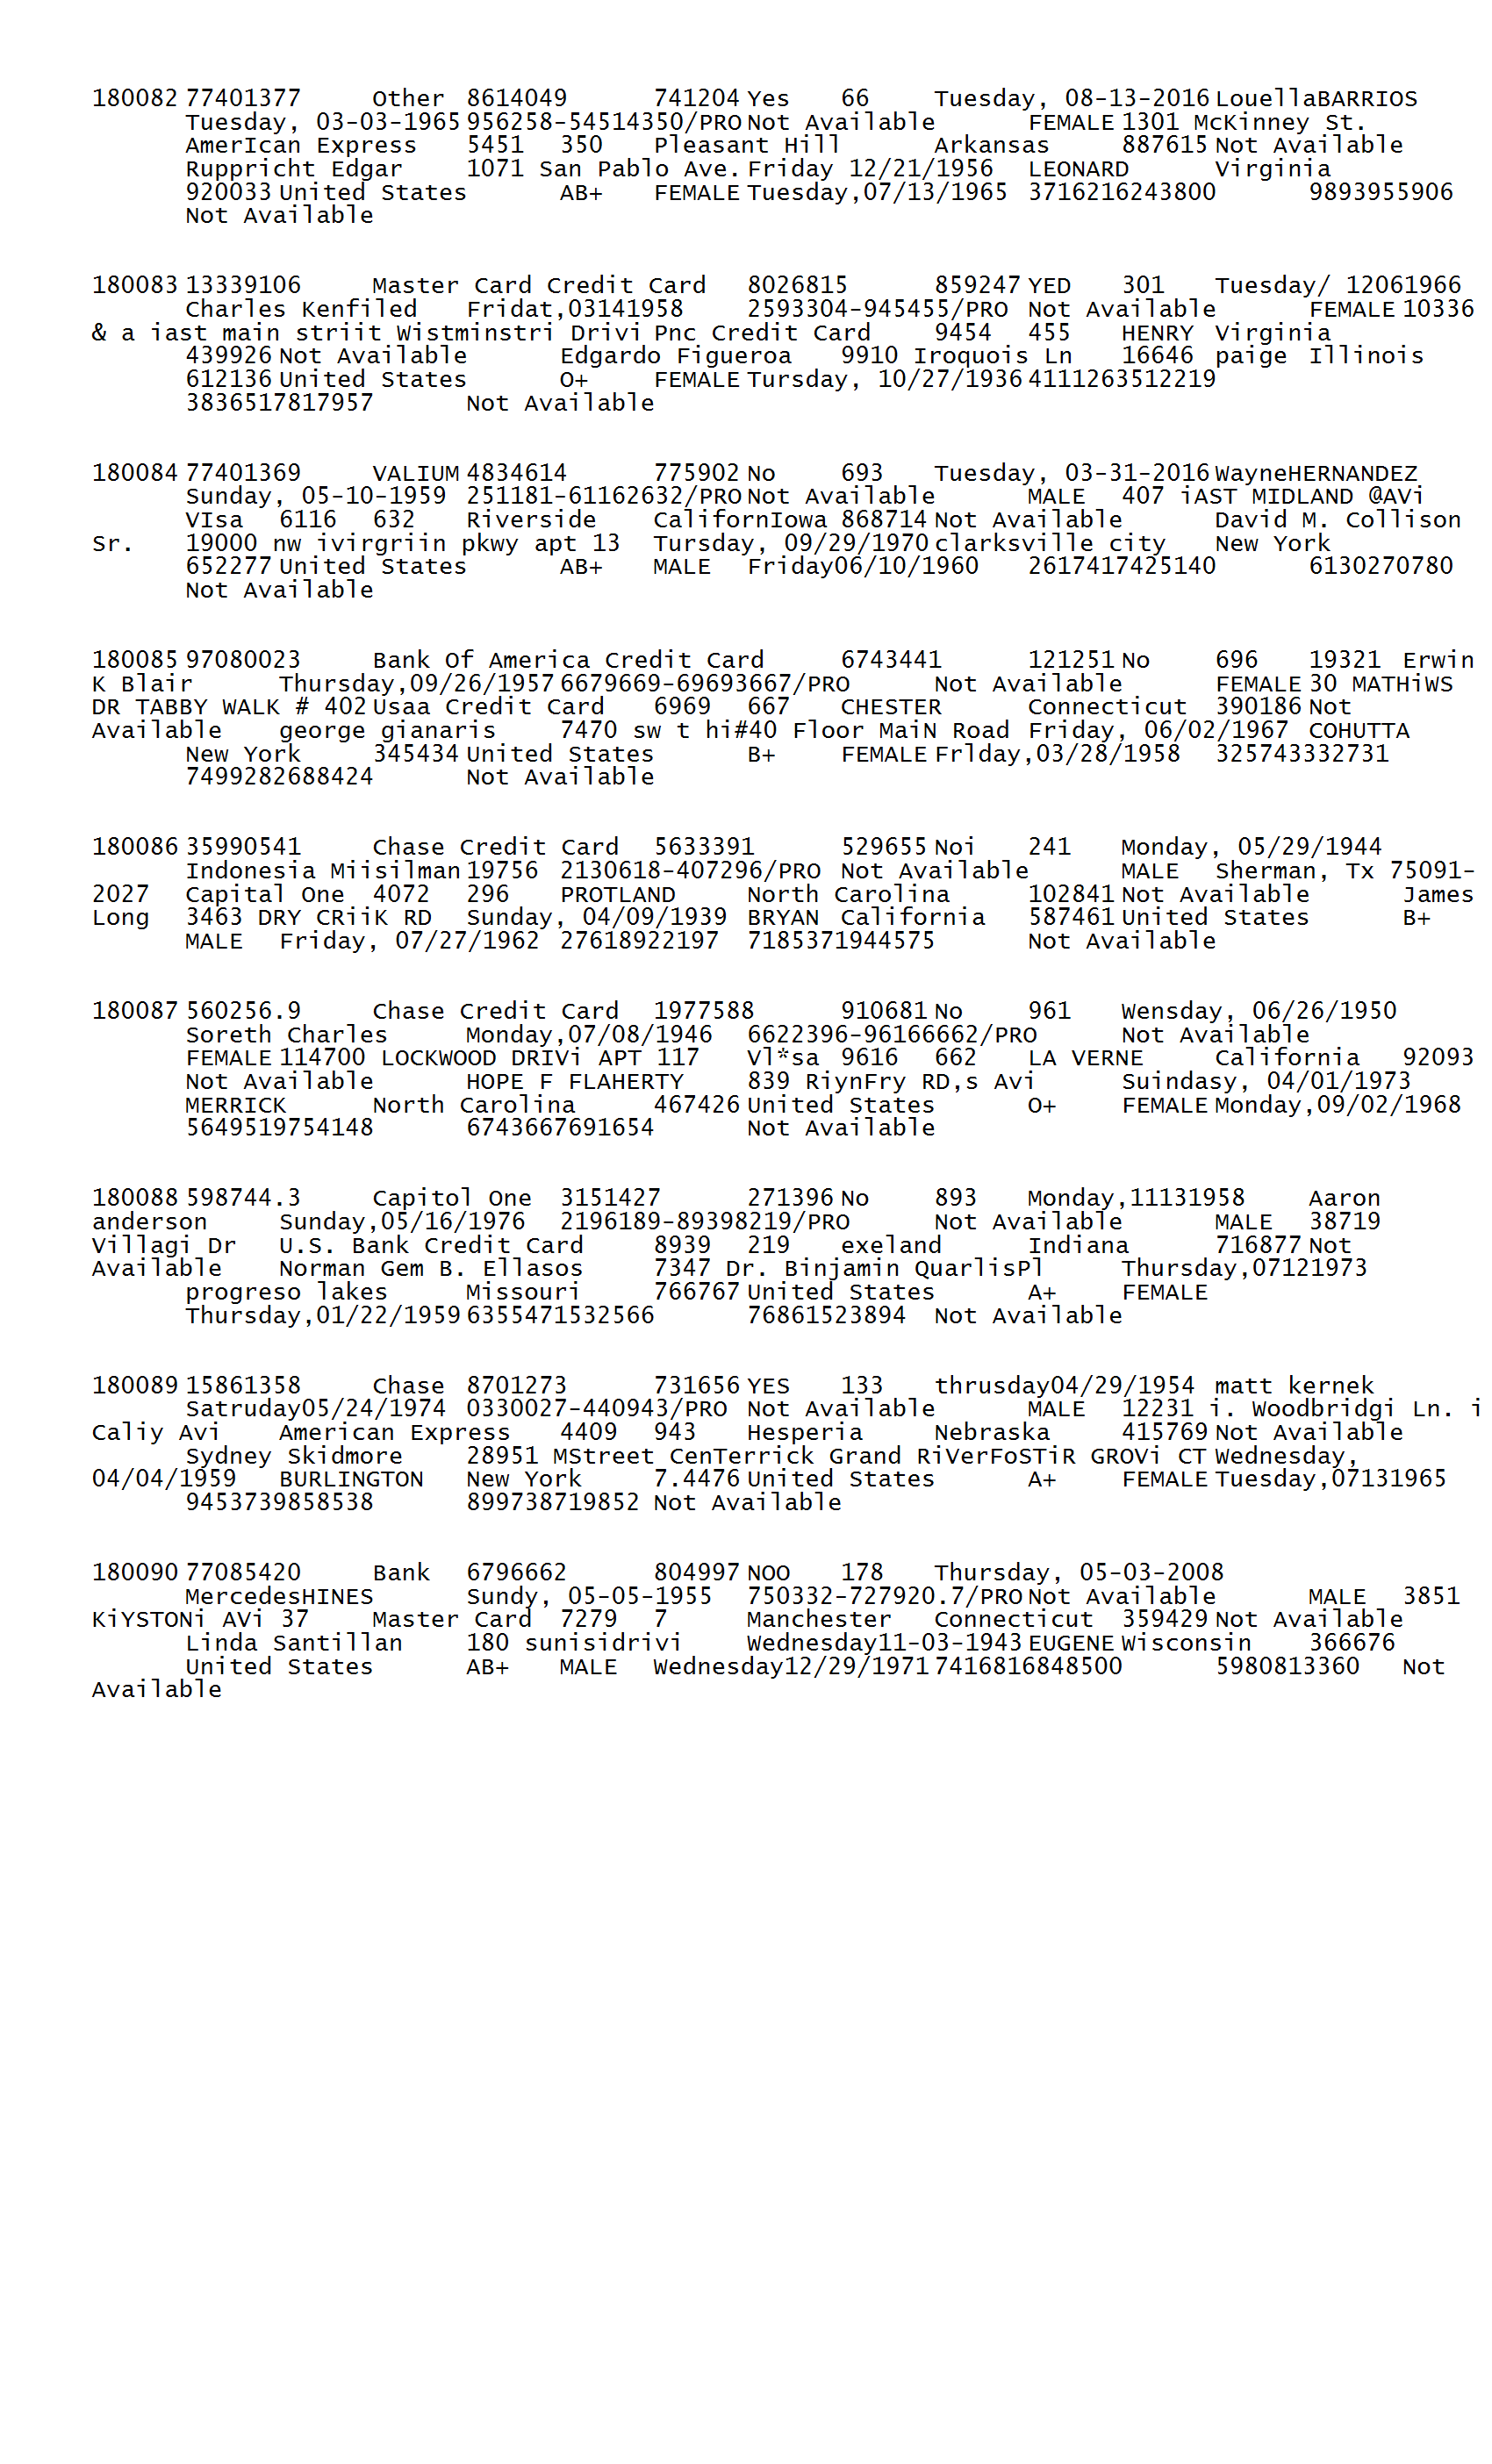 180082 77401377 Other 8614049 741204 Yes 66 Tuesday, 08-13-2016 LouellaBARRIOS
Tuesday, 03-03-1965 956258-54514350/PRO Not Available FEMALE 1301 McKinney St.
AmerIcan Express 5451 350 Pleasant Hill Arkansas 887615 Not Available
Ruppricht Edgar 1071 San Pablo Ave. Friday 12/21/1956 LEONARD Virginia
920033 United States AB+ FEMALE Tuesday,07/13/1965 3716216243800 9893955906
Not Available
180083 13339106 Master Card Credit Card 8026815 859247 YED 301 Tuesday/ 12061966
Charles Kenfiled Fridat,03141958 2593304-945455/PRO Not Available FEMALE 10336
& a iast main striit Wistminstri Drivi Pnc Credit Card 9454 455 HENRY Virginia
439926 Not Available Edgardo Figueroa 9910 Iroquois Ln 16646 paige Illinois
612136 United States O+ FEMALE Tursday, 10/27/1936 4111263512219
3836517817957 Not Available
180084 77401369 VALIUM 4834614 775902 No 693 Tuesday, 03-31-2016 WayneHERNANDEZ
Sunday, 05-10-1959 251181-61162632/PRO Not Available MALE 407 iAST MIDLAND @AVi
VIsa 6116 632 Riverside CalifornIowa 868714 Not Available David M. Collison
Sr. 19000 nw ivirgriin pkwy apt 13 Tursday, 09/29/1970 clarksville city New York
652277 United States AB+ MALE Friday06/10/1960 2617417425140 6130270780
Not Available
180085 97080023 Bank Of America Credit Card 6743441 121251 No 696 19321 Erwin
K Blair Thursday,09/26/1957 6679669-69693667/PRO Not Available FEMALE 30 MATHiWS
DR TABBY WALK # 402 Usaa Credit Card 6969 667 CHESTER Connecticut 390186 Not
Available george gianaris 7470 sw t hi#40 Floor MaiN Road Friday, 06/02/1967 COHUTTA
New York 345434 United States B+ FEMALE Frlday,03/28/1958 325743332731
7499282688424 Not Available
180086 35990541 Chase Credit Card 5633391 529655 Noi 241 Monday, 05/29/1944
Indonesia Miisilman 19756 2130618-407296/PRO Not Available MALE Sherman, Tx 75091-
2027 Capital One 4072 296 PROTLAND North Carolina 102841 Not Available James
Long 3463 DRY CRiiK RD Sunday, 04/09/1939 BRYAN California 587461 United States B+
MALE Friday, 07/27/1962 27618922197 7185371944575 Not Available
180087 560256.9 Chase Credit Card 1977588 910681 No 961 Wensday, 06/26/1950
Soreth Charles Monday,07/08/1946 6622396-96166662/PRO Not Available
FEMALE 114700 LOCKWOOD DRIVi APT 117 Vl*sa 9616 662 LA VERNE California 92093
Not Available HOPE F FLAHERTY 839 RiynFry RD,s Avi Suindasy, 04/01/1973
MERRICK North Carolina 467426 United States O+ FEMALE Monday,09/02/1968
5649519754148 6743667691654 Not Available
180088 598744.3 Capitol One 3151427 271396 No 893 Monday,11131958 Aaron
anderson Sunday,05/16/1976 2196189-89398219/PRO Not Available MALE 38719
Villagi Dr U.S. Bank Credit Card 8939 219 exeland Indiana 716877 Not
Available Norman Gem B. Ellasos 7347 Dr. Binjamin QuarlisPl Thursday,07121973
progreso lakes Missouri 766767 United States A+ FEMALE
Thursday,01/22/1959 6355471532566 76861523894 Not Available
180089 15861358 Chase 8701273 731656 YES 133 thrusday04/29/1954 matt kernek
Satruday05/24/1974 0330027-440943/PRO Not Available MALE 12231 i. Woodbridgi Ln. i
Caliy Avi American Express 4409 943 Hesperia Nebraska 415769 Not Available
Sydney Skidmore 28951 MStreet CenTerrick Grand RiVerFoSTiR GROVi CT Wednesday,
04/04/1959 BURLINGTON New York 7.4476 United States A+ FEMALE Tuesday,07131965
9453739858538 899738719852 Not Available
180090 77085420 Bank 6796662 804997 NOO 178 Thursday, 05-03-2008
MercedesHINES Sundy, 05-05-1955 750332-727920.7/PRO Not Available MALE 3851
KiYSTONi AVi 37 Master Card 7279 7 Manchester Connecticut 359429 Not Available
Linda Santillan 180 sunisidrivi Wednesday11-03-1943 EUGENE Wisconsin 366676
United States AB+ MALE Wednesday12/29/1971 7416816848500 5980813360 Not
Available